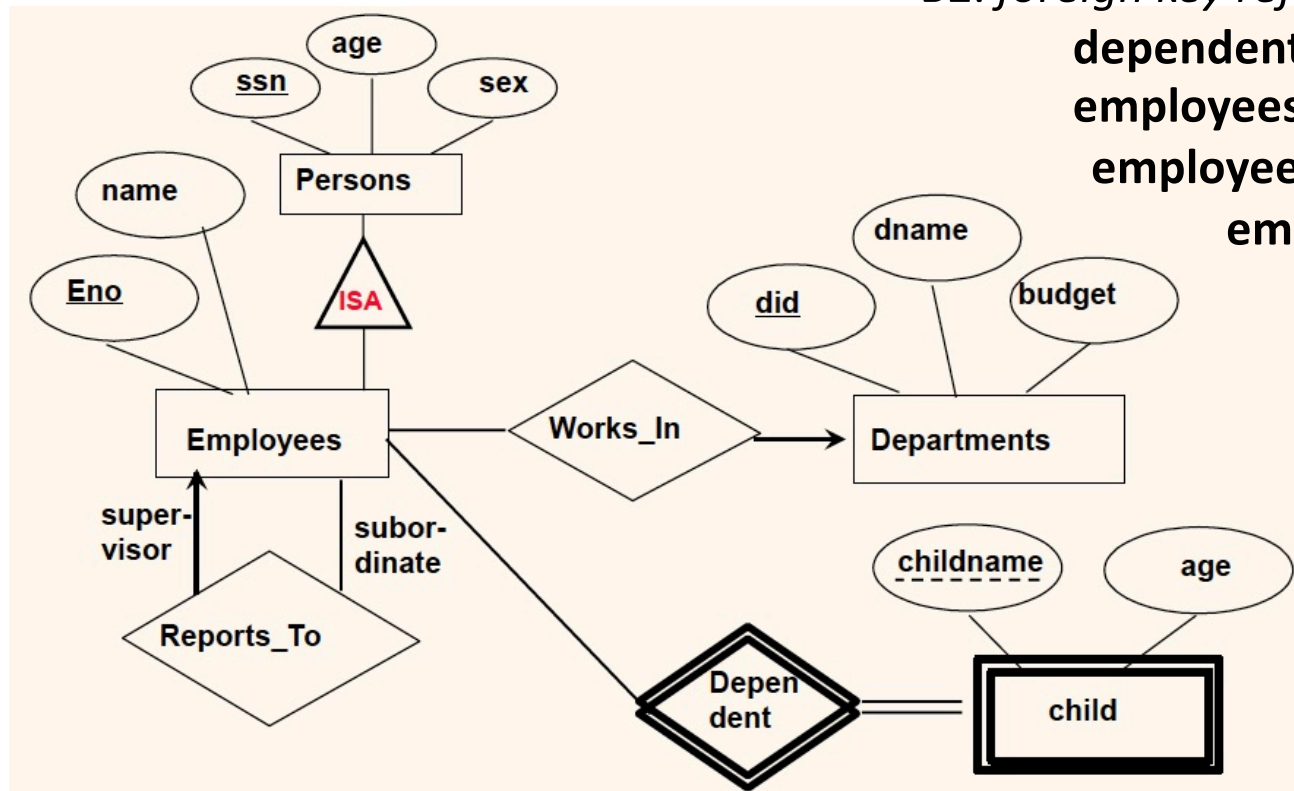 dependent
employees
employee
age
ssn
sex
Persons
name
Eno
ISA
dname
did
budget
Employees
Works_In
Departments
super-
visor
subor-
dinate
childname
age
Reports_To
Depen
dent
child